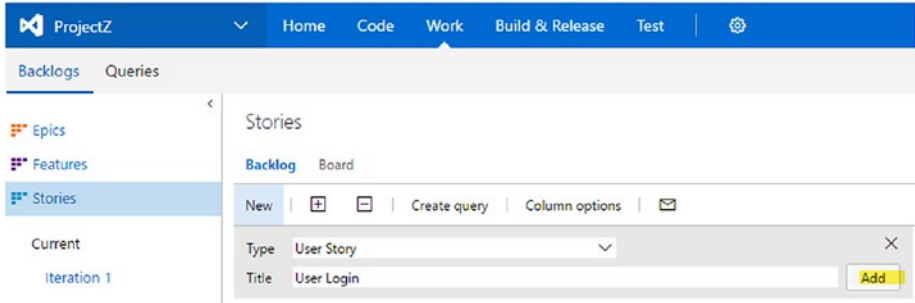 ProjectZ Home Code Work Build & Release Test
Backlogs Queries
Epics
Features
Stories
Current
Iteration 1
Stories
Backlog Board
New Create query Column options
Type User Story
Title User Login Add